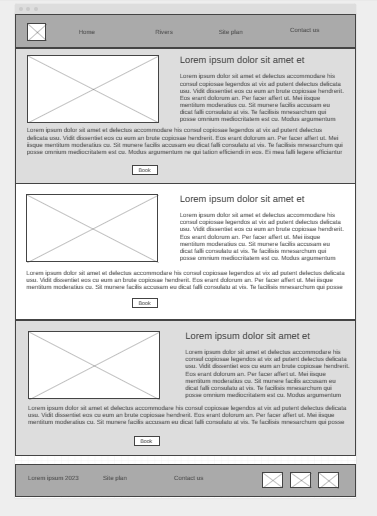 Home Rivers Site plan Contact us
Lorem ipsum dolor sit amet et
Lorem ipsum dolor sit amet et delectus accommodare his
consul copiosae legendos at vix ad putent delectus delicata
usu. Vidit dissentiet eos cu eum an brute copiosae hendrerit.
Eos erant dolorum an. Per facer affert ut. Mei iisque
mentitum moderatius cu. Sit munere facilis accusam eu
dicat falli consulatu at vis. Te facilisis mnesarchum qui
posse omnium mediocritatem est cu. Modus argumentum
Lorem ipsum dolor sit amet et delectus accommodare his consul copiosae legendos at vix ad putent delectus
delicata usu. Vidit dissentiet eos cu eum an brute copiosae hendrerit. Eos erant dolorum an. Per facer affert ut. Mei
iisque mentitum moderatius cu. Sit munere facilis accusam eu dicat falli consulatu at vis. Te facilisis mnesarchum qui
posse omnium mediocritatem est cu. Modus argumentum ne qui tation efficiendi in eos. Ei mea falli legere efficiantur
Book
Lorem ipsum dolor sit amet et
Lorem ipsum dolor sit amet et delectus accommodare his
consul copiosae legendos at vix ad putent delectus delicata
usu. Vidit dissentiet eos cu eum an brute copiosae hendrerit.
Eos erant dolorum an. Per facer affert ut. Mei iisque
mentitum moderatius cu. Sit munere facilis accusam eu
dicat falli consulatu at vis. Te facilisis mnesarchum qui
posse omnium mediocritatem est cu. Modus argumentum
Lorem ipsum dolor sit amet et delectus accommodare his consul copiosae legendos at vix ad putent delectus delicata
usu. Vidit dissentiet eos cu eum an brute copiosae hendrerit. Eos erant dolorum an. Per facer affert ut. Mei iisque
mentitum moderatius cu. Sit munere facilis accusam eu dicat falli consulatu at vis. Te facilisis mnesarchum qui posse
Book
Lorem ipsum dolor sit amet et
Lorem ipsum dolor sit amet et delectus accommodare his
consul copiosae legendos at vix ad putent delectus delicata
usu. Vidit dissentiet eos cu eum an brute copiosae hendrerit.
Eos erant dolorum an. Per facer affert ut. Mei iisque
mentitum moderatius cu. Sit munere facilis accusam eu
dicat falli consulatu at vis. Te facilisis mnesarchum qui
posse omnium mediocritatem est cu. Modus argumentum
Lorem ipsum dolor sit amet et delectus accommodare his consul copiosae legendos at vix ad putent delectus delicata
usu. Vidit dissentiet eos cu eum an brute copiosae hendrerit. Eos erant dolorum an. Per facer affert ut. Mei iisque
mentitum moderatius cu. Sit munere facilis accusam eu dicat falli consulatu at vis. Te facilisis mnesarchum qui posse
Book
Lorem ipsum 2023 Site plan Contact us